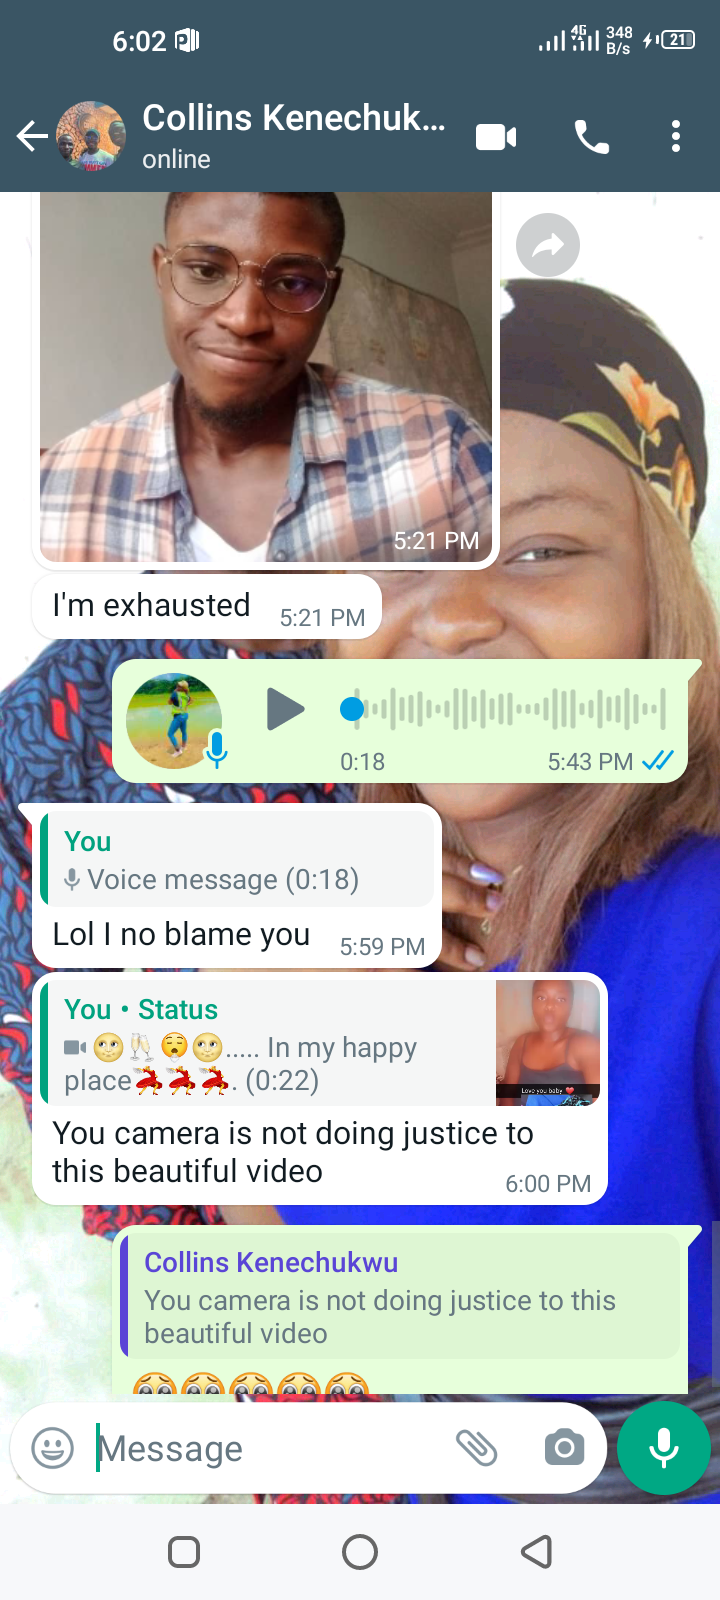 6:02
4G
348
B/s
21
Collins Kenechuk...
online
5:21 PM
I'm exhausted 5:21 PM
0:18 5:43 PM
You
Voice message (0:18)
Lol I no blame you 5:59 PM
You • Status
🌝🥂😮‍💨🌝..... In my happy
place💃💃💃. (0:22)
Love you baby ❤️
You camera is not doing justice to
this beautiful video
6:00 PM
Collins Kenechukwu
You camera is not doing justice to this
beautiful video
🥺🥺🥺🥺🥺
Message